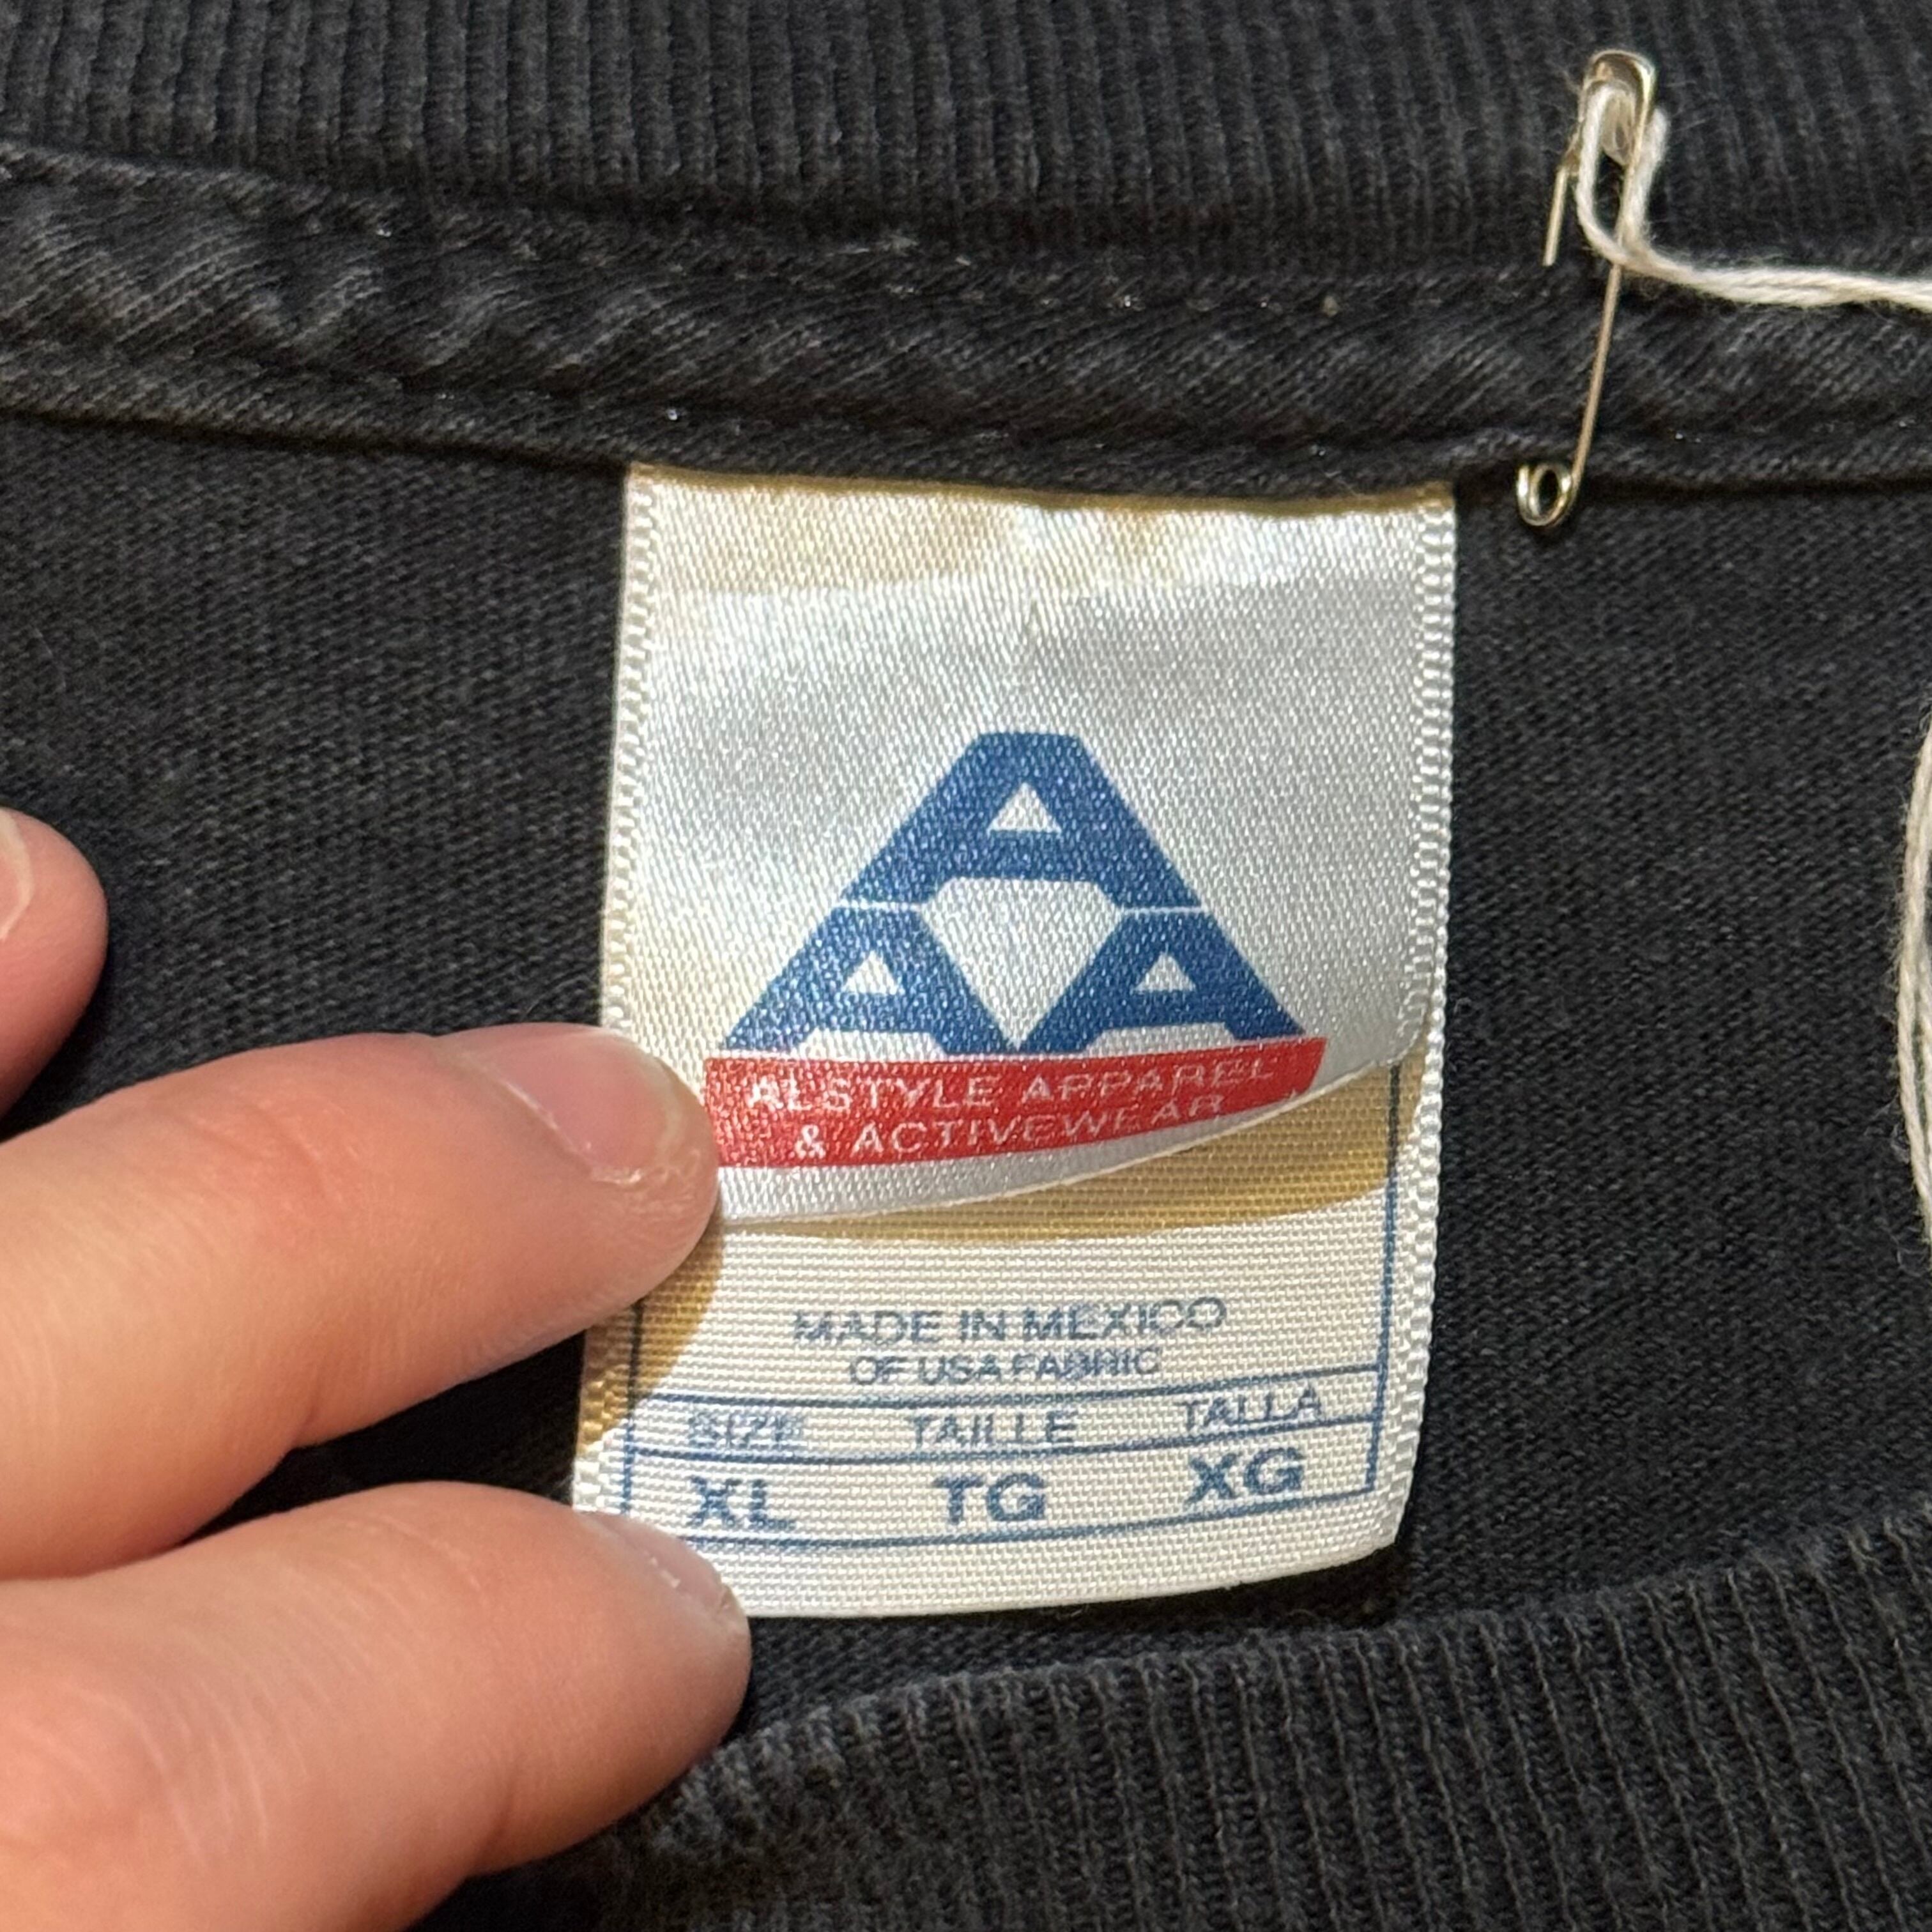 A
A A
ALSTYLE APPAREL
& ACTIVEWEAR
MADE IN MEXICO
OF USA FABRIC
SIZE TAILLE TALLA
XL TG XG